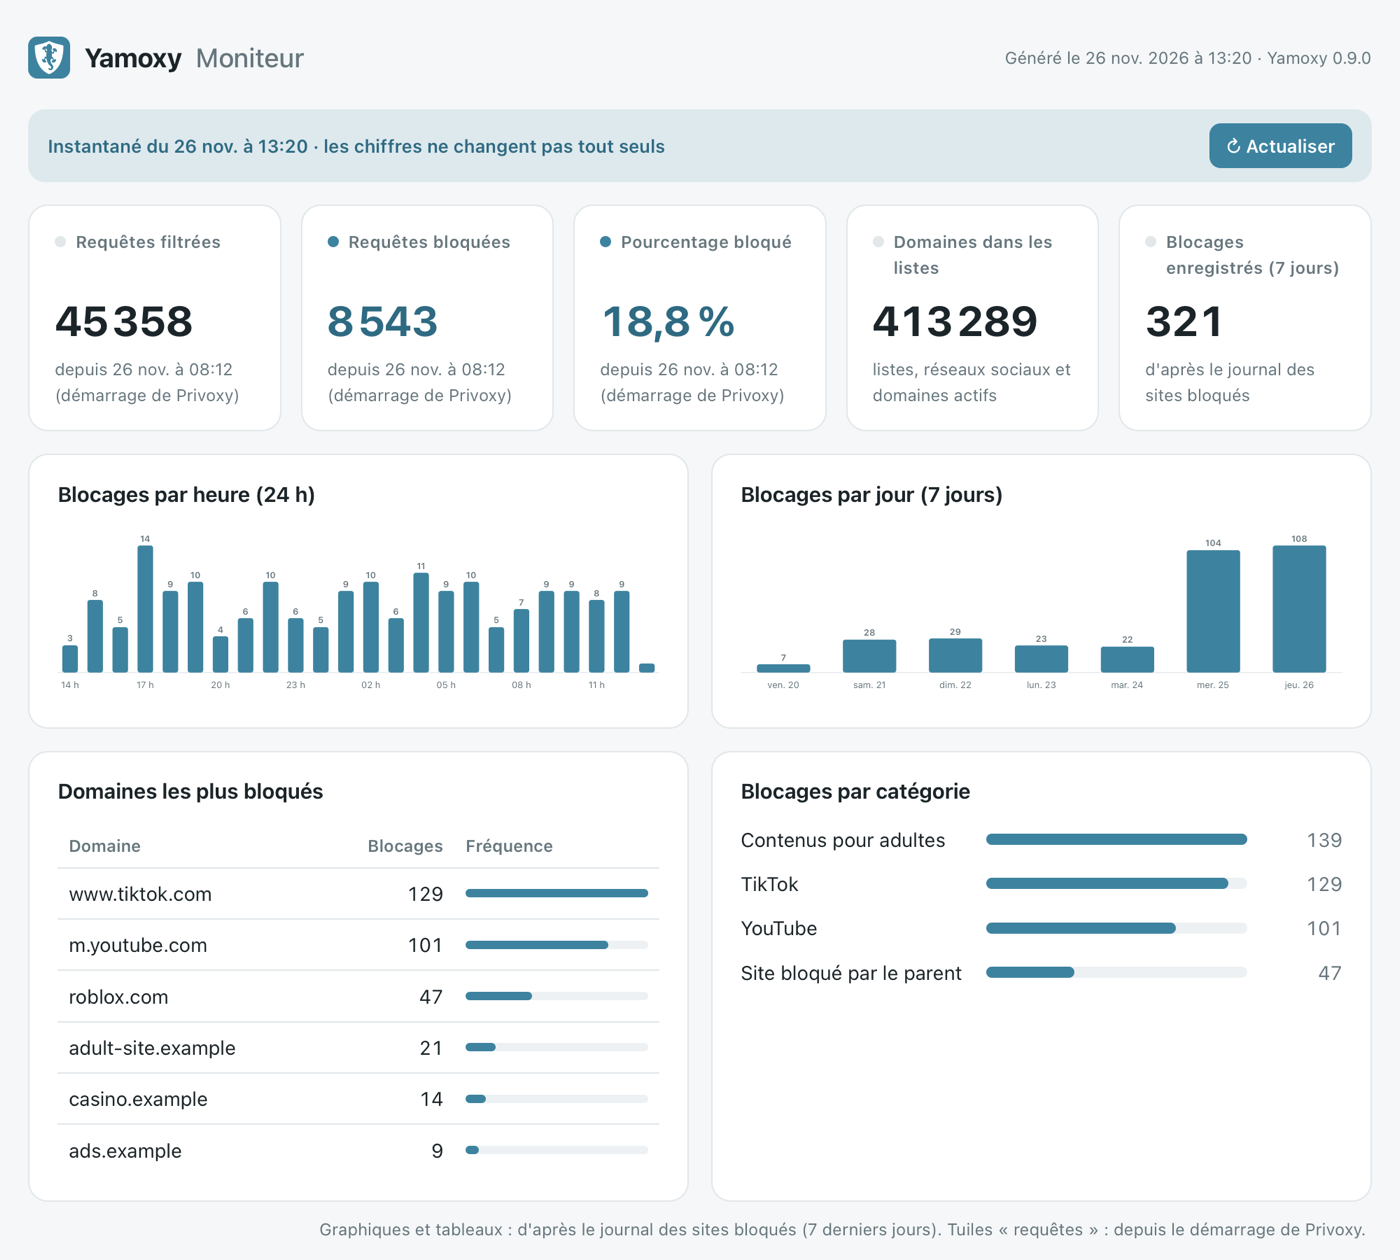 Yamoxy Moniteur
Généré le 26 nov. 2026 à 13:20 · Yamoxy 0.9.0
Instantané du 26 nov. à 13:20 · les chiffres ne changent pas tout seuls
↻ Actualiser
Requêtes filtrées
45 358
depuis 26 nov. à 08:12
(démarrage de Privoxy)
Requêtes bloquées
8 543
depuis 26 nov. à 08:12
(démarrage de Privoxy)
Pourcentage bloqué
18,8 %
depuis 26 nov. à 08:12
(démarrage de Privoxy)
Domaines dans les
listes
413 289
listes, réseaux sociaux et
domaines actifs
Blocages
enregistrés (7 jours)
321
d'après le journal des
sites bloqués
Blocages par heure (24 h)
3 8 5 14 9 10 4 6 10 6 5 9 10 6 11 9 10 5 7 9 9 8 9
14 h 17 h 20 h 23 h 02 h 05 h 08 h 11 h
Blocages par jour (7 jours)
7 28 29 23 22 104 108
ven. 20 sam. 21 dim. 22 lun. 23 mar. 24 mer. 25 jeu. 26
Domaines les plus bloqués
Domaine Blocages Fréquence
www.tiktok.com 129
m.youtube.com 101
roblox.com 47
adult-site.example 21
casino.example 14
ads.example 9
Blocages par catégorie
Contenus pour adultes 139
TikTok 129
YouTube 101
Site bloqué par le parent 47
Graphiques et tableaux : d'après le journal des sites bloqués (7 derniers jours). Tuiles « requêtes » : depuis le démarrage de Privoxy.